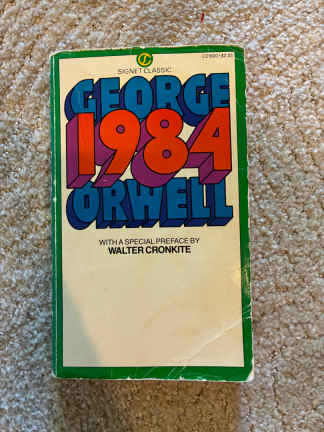 SIGNET CLASSIC
GEORGE
1984
ORWELL
WITH A SPECIAL PREFACE BY
WALTER CRONKITE